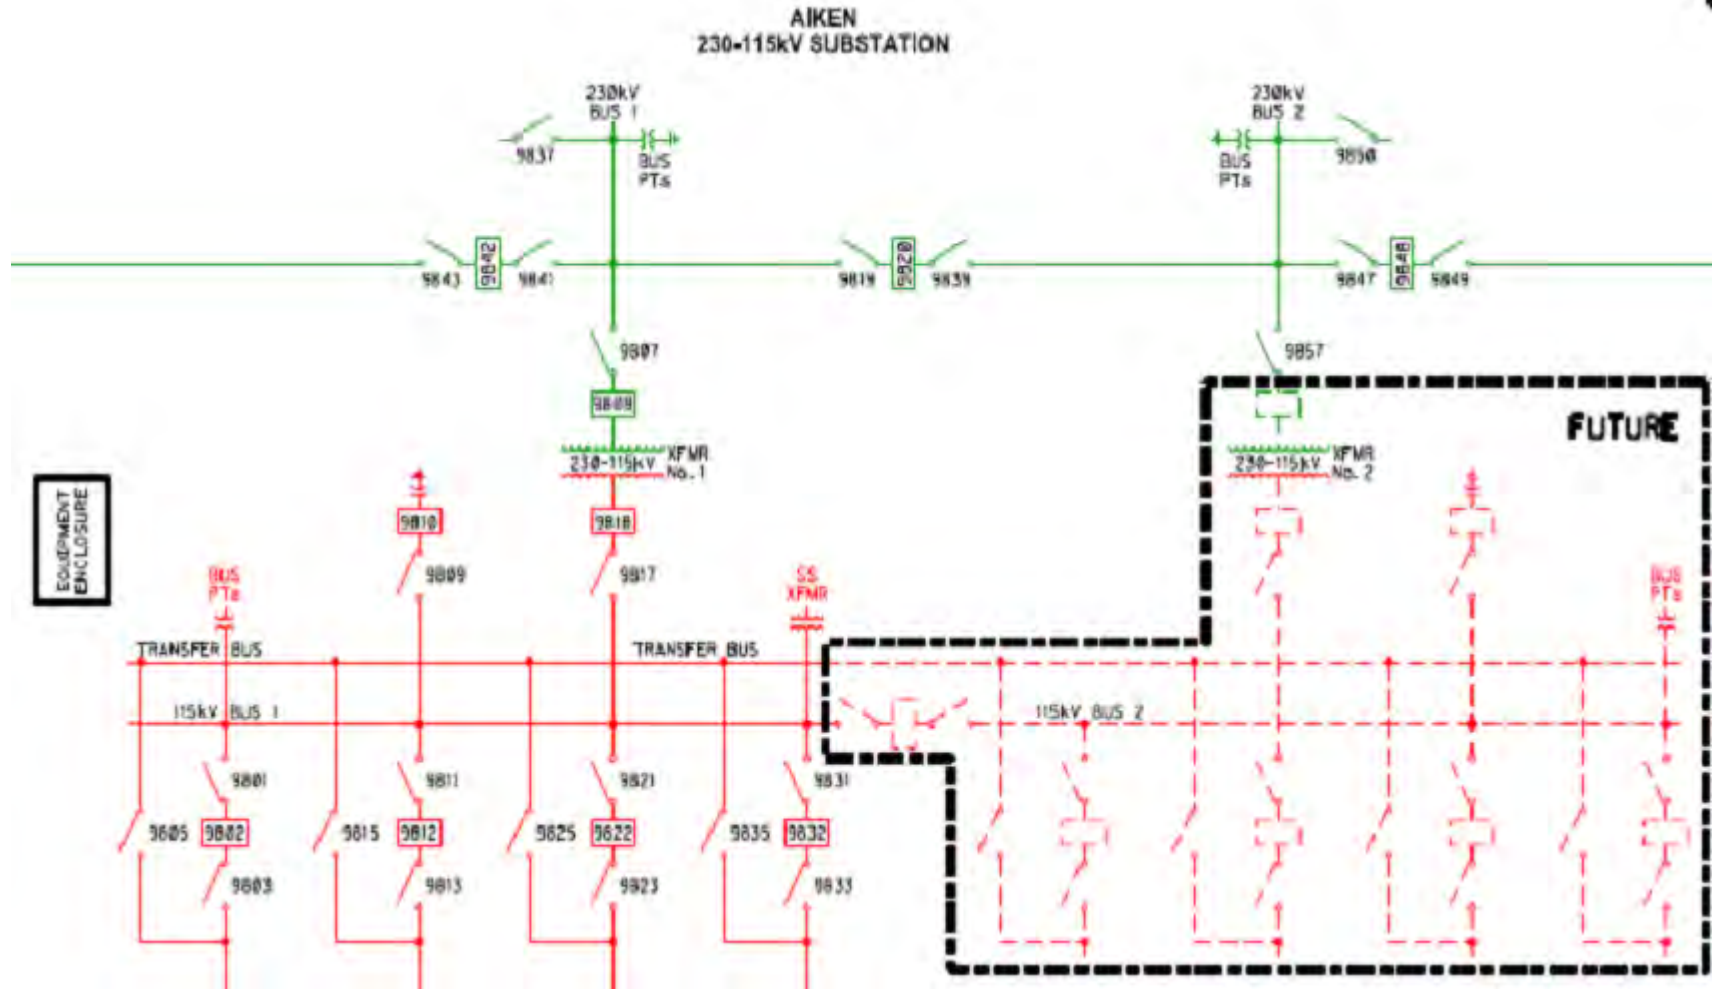 AIKEN
230-115kV SUBSTATION
230kV
BUS 1
230kV
BUS 2
9837
BUS
PTs
BUS
PTs
9850
9843
9842
9841
9819
9820
9839
9847
9848
9849
9807
9857
9808
FUTURE
230-115kV
XFMR
No. 1
230-115kV
XFMR
No. 2
EQUIPMENT
ENCLOSURE
9810
9818
9809
9817
BUS
PTs
SS
XFMR
BUS
PTs
TRANSFER BUS
TRANSFER BUS
115kV BUS 1
115kV BUS 2
9801
9811
9821
9831
9805
9802
9815
9812
9825
9822
9835
9832
9803
9813
9823
9833